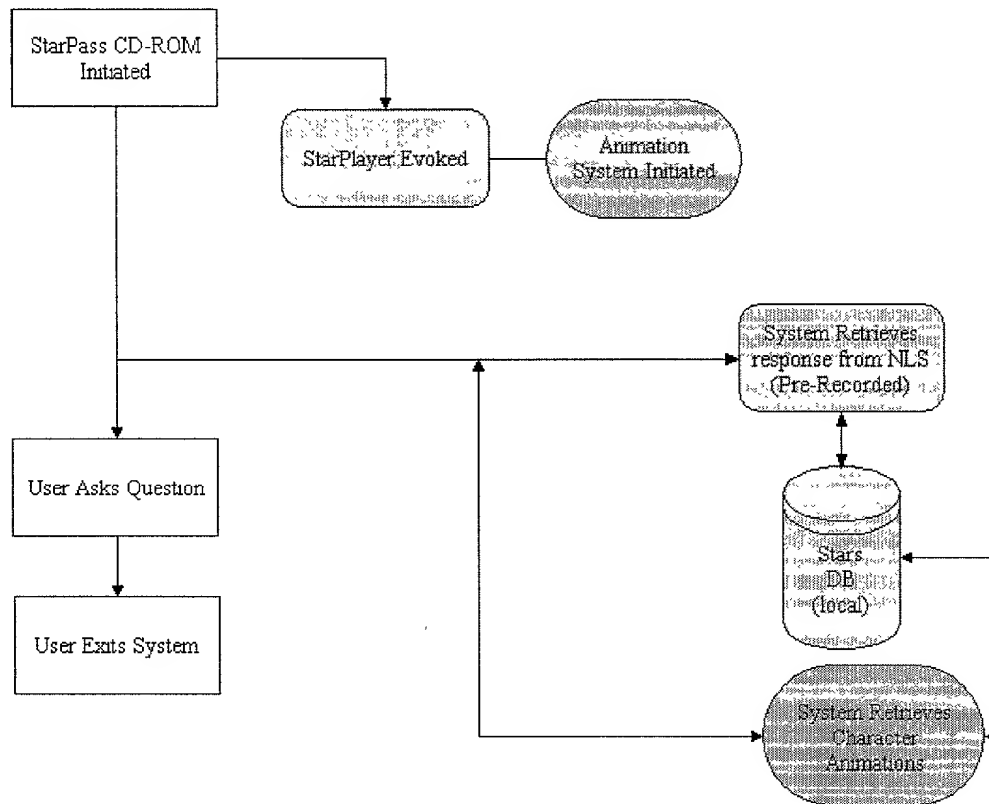 StarPass CD-ROM
Initiated
StarPlayer Evoked
Animation
System Initiated
System Retrieves
response from NLS
(Pre-Recorded)
User Asks Question
Stars
DB
(local)
User Exits System
System Retrieves
Character
Animations